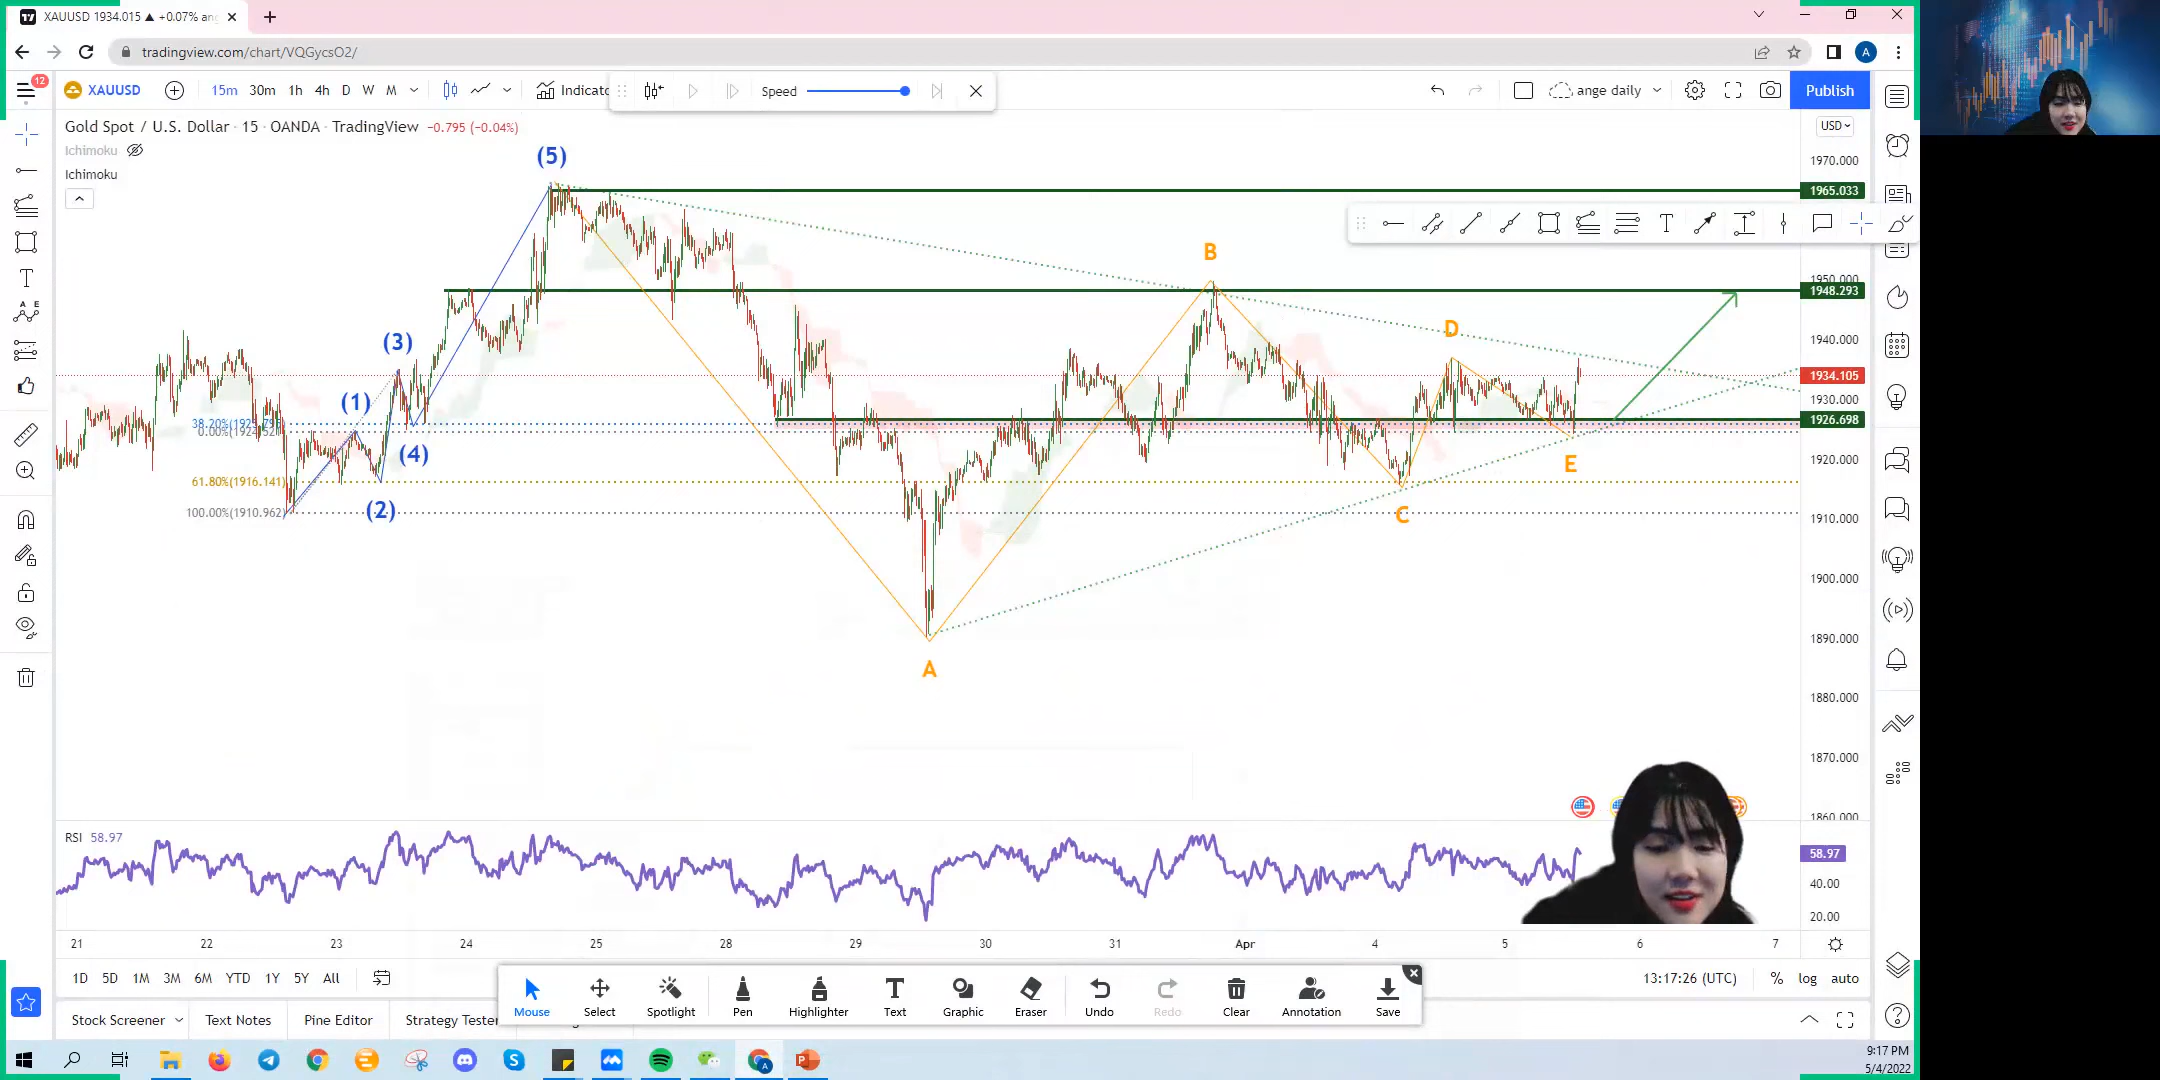 XAUUSD 1934.015 ▲ +0.07% an
tradingview.com/chart/VQGycsO2/
A
12
XAUUSD
15m 30m 1h 4h D W M
Indicato
Speed
ange daily
Publish
Gold Spot / U.S. Dollar · 15 · OANDA · TradingView −0.795 (−0.04%)
USD
Ichimoku
Ichimoku
(5)
1970.000
1965.033
T
B
1950.000
1948.293
(3)
D
1940.000
1934.105
(1)
1930.000
1926.698
(4)
E
1920.000
61.80%(1916.141)
100.00%(1910.962)
(2)
C
1910.000
1900.000
1890.000
A
1880.000
1870.000
1860.000
RSI 58.97
58.97
40.00
20.00
21 22 23 24 25 28 29 30 31 Apr 4 5 6 7
1D 5D 1M 3M 6M YTD 1Y 5Y All
13:17:26 (UTC) % log auto
Mouse Select Spotlight Pen Highlighter Text Graphic Eraser Undo Redo Clear Annotation Save
Stock Screener Text Notes Pine Editor Strategy Tester
9:17 PM
5/4/2022